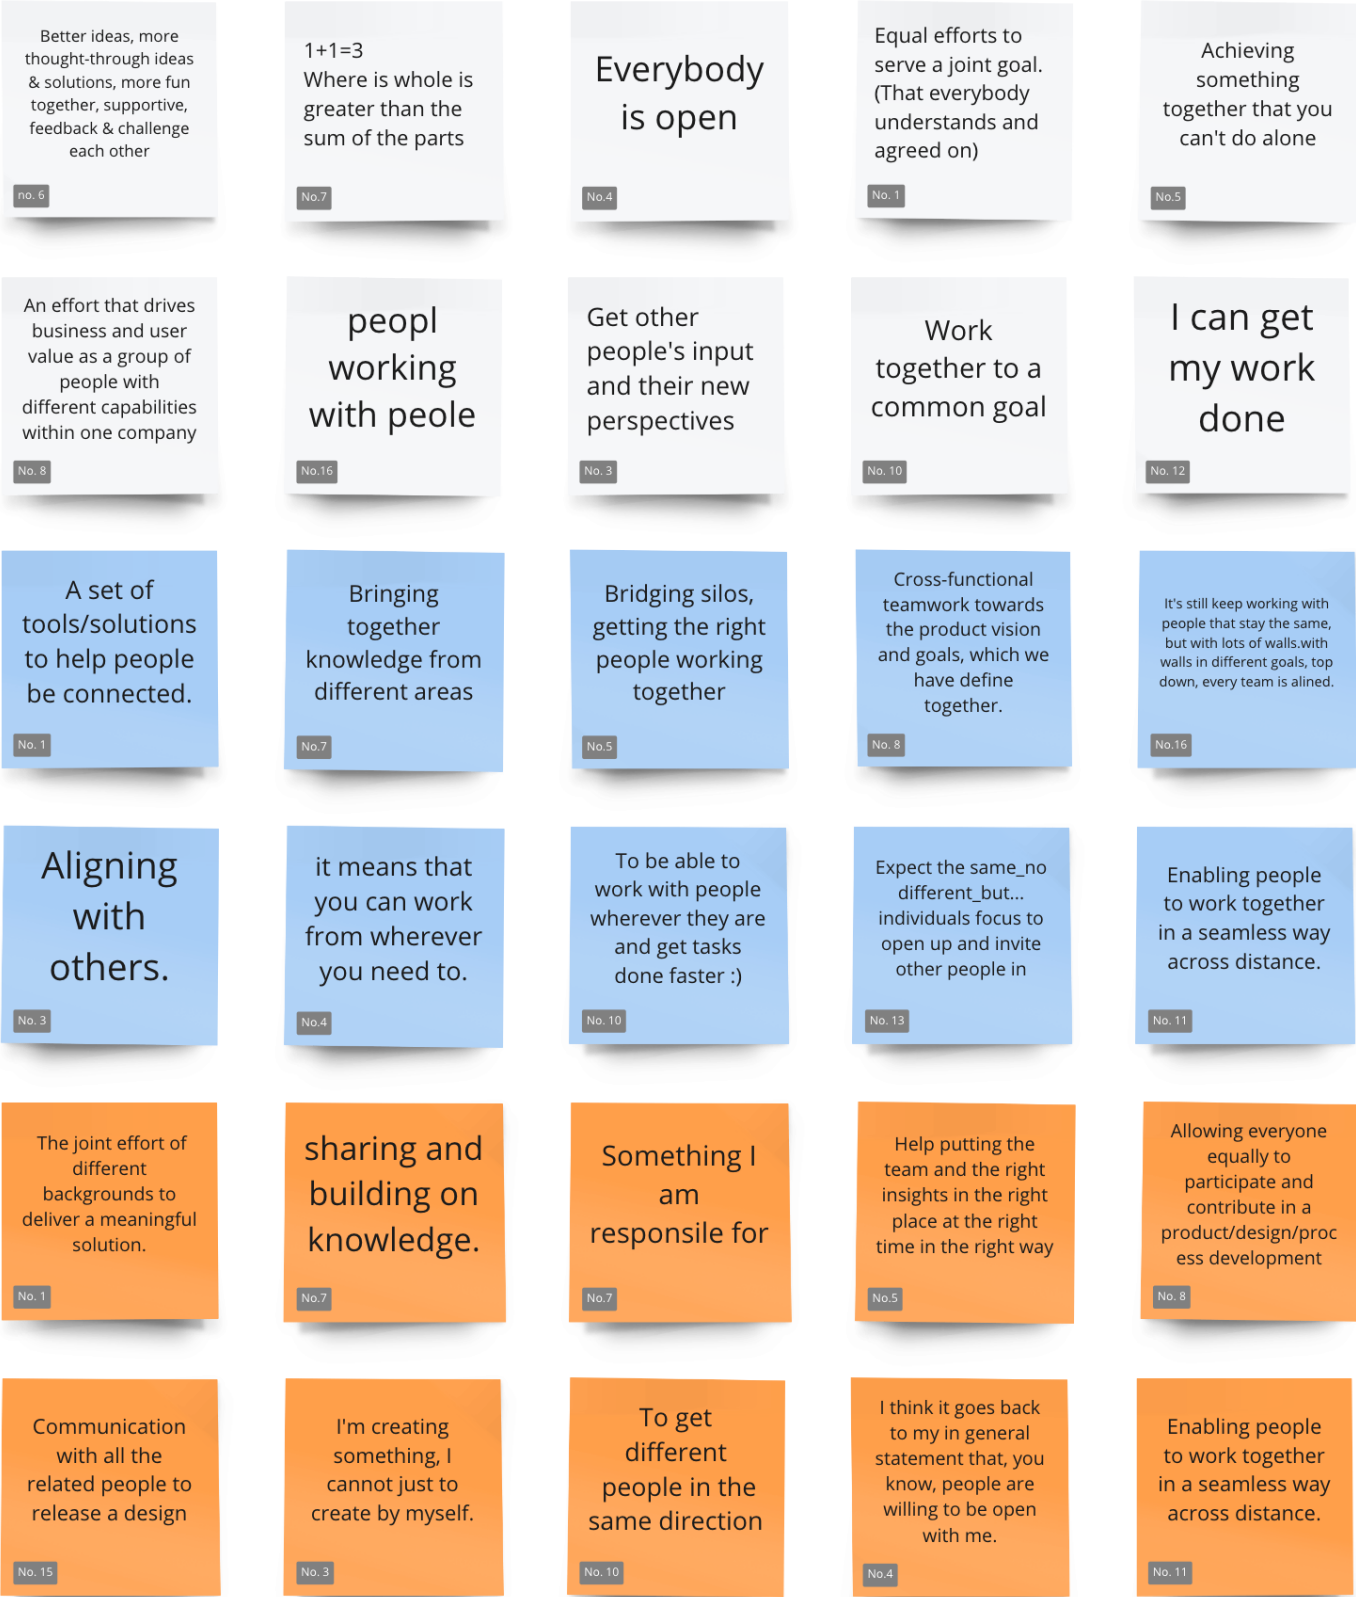 Better ideas, more
thought-through ideas
& solutions, more fun
together, supportive,
feedback & challenge
each other
no. 6
1+1=3
Where is whole is
greater than the
sum of the parts
No.7
Everybody
is open
No.4
Equal efforts to
serve a joint goal.
(That everybody
understands and
agreed on)
No. 1
Achieving
something
together that you
can't do alone
No.5
An effort that drives
business and user
value as a group of
people with
different capabilities
within one company
No. 8
peopl
working
with peole
No.16
Get other
people's input
and their new
perspectives
No. 3
Work
together to a
common goal
No. 10
I can get
my work
done
No. 12
A set of
tools/solutions
to help people
be connected.
No. 1
Bringing
together
knowledge from
different areas
No.7
Bridging silos,
getting the right
people working
together
No.5
Cross-functional
teamwork towards
the product vision
and goals, which we
have define
together.
No. 8
It's still keep working with
people that stay the same,
but with lots of walls.with
walls in different goals, top
down, every team is alined.
No.16
Aligning
with
others.
No. 3
it means that
you can work
from wherever
you need to.
No.4
To be able to
work with people
wherever they are
and get tasks
done faster :)
No. 10
Expect the same_no
different_but...
individuals focus to
open up and invite
other people in
No. 13
Enabling people
to work together
in a seamless way
across distance.
No. 11
The joint effort of
different
backgrounds to
deliver a meaningful
solution.
No. 1
sharing and
building on
knowledge.
No.7
Something I
am
responsile for
No.7
Help putting the
team and the right
insights in the right
place at the right
time in the right way
No.5
Allowing everyone
equally to
participate and
contribute in a
product/design/proc
ess development
No. 8
Communication
with all the
related people to
release a design
No. 15
I'm creating
something, I
cannot just to
create by myself.
No. 3
To get
different
people in the
same direction
No. 10
I think it goes back
to my in general
statement that, you
know, people are
willing to be open
with me.
No.4
Enabling people
to work together
in a seamless way
across distance.
No. 11